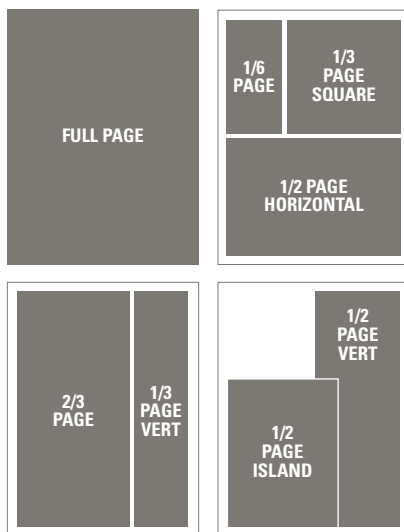 FULL PAGE
1/6
PAGE
1/3
PAGE
SQUARE
1/2 PAGE
HORIZONTAL
2/3
PAGE
1/3
PAGE
VERT
1/2
PAGE
VERT
1/2
PAGE
ISLAND